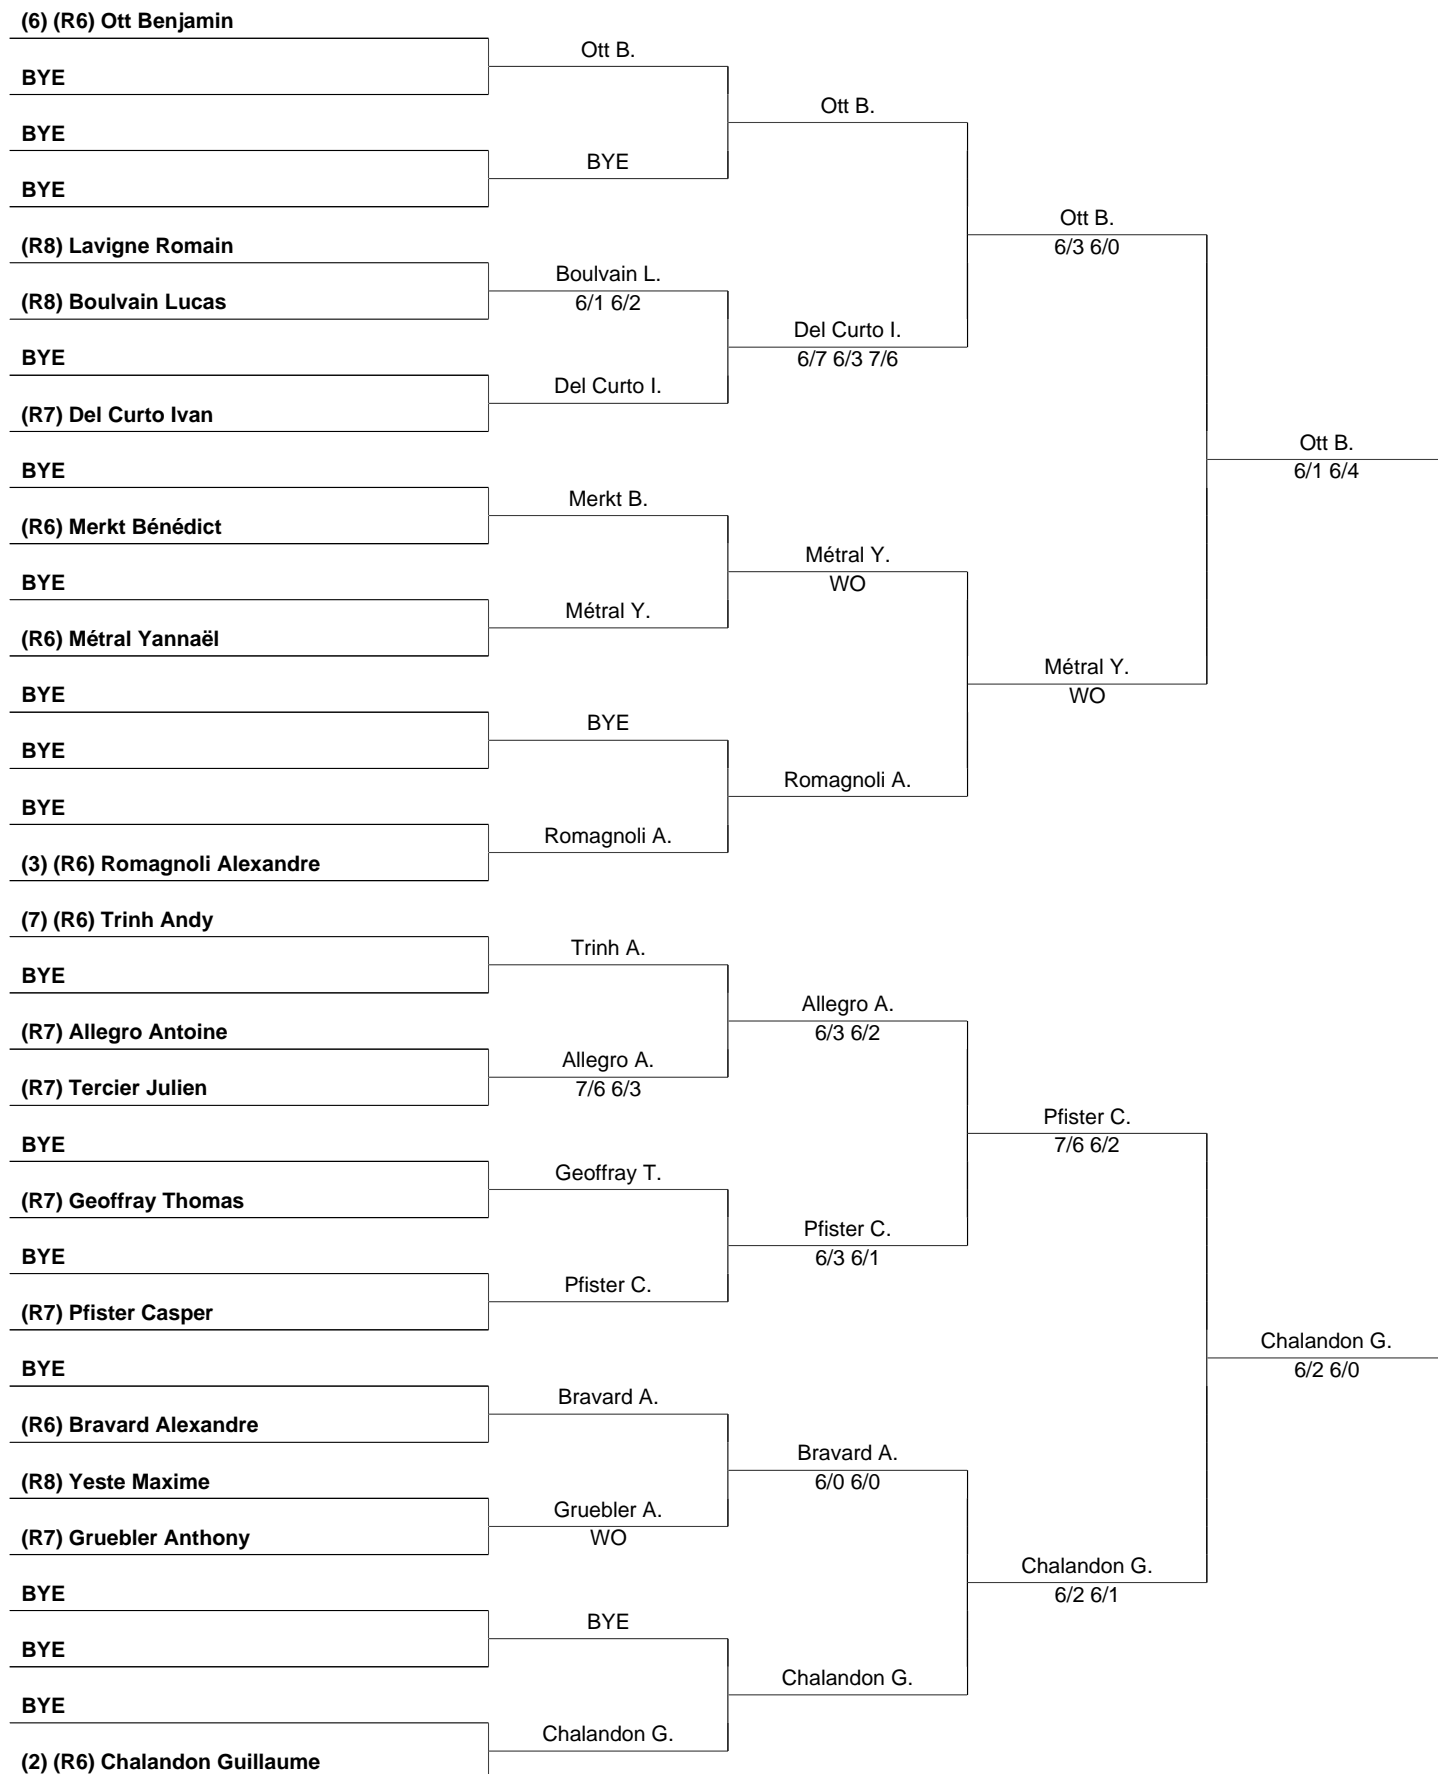 (6) (R6) Ott Benjamin
BYE
BYE
BYE
(R8) Lavigne Romain
(R8) Boulvain Lucas
BYE
(R7) Del Curto Ivan
BYE
(R6) Merkt Bénédict
BYE
(R6) Métral Yannaël
BYE
BYE
BYE
(3) (R6) Romagnoli Alexandre
(7) (R6) Trinh Andy
BYE
(R7) Allegro Antoine
(R7) Tercier Julien
BYE
(R7) Geoffray Thomas
BYE
(R7) Pfister Casper
BYE
(R6) Bravard Alexandre
(R8) Yeste Maxime
(R7) Gruebler Anthony
BYE
BYE
BYE
(2) (R6) Chalandon Guillaume
Ott B.
BYE
Boulvain L.
6/1 6/2
Del Curto I.
Merkt B.
Métral Y.
BYE
Romagnoli A.
Trinh A.
Allegro A.
7/6 6/3
Geoffray T.
Pfister C.
Bravard A.
Gruebler A.
WO
BYE
Chalandon G.
Ott B.
Del Curto I.
6/7 6/3 7/6
Métral Y.
WO
Romagnoli A.
Allegro A.
6/3 6/2
Pfister C.
6/3 6/1
Bravard A.
6/0 6/0
Chalandon G.
Ott B.
6/3 6/0
Métral Y.
WO
Pfister C.
7/6 6/2
Chalandon G.
6/2 6/1
Ott B.
6/1 6/4
Chalandon G.
6/2 6/0